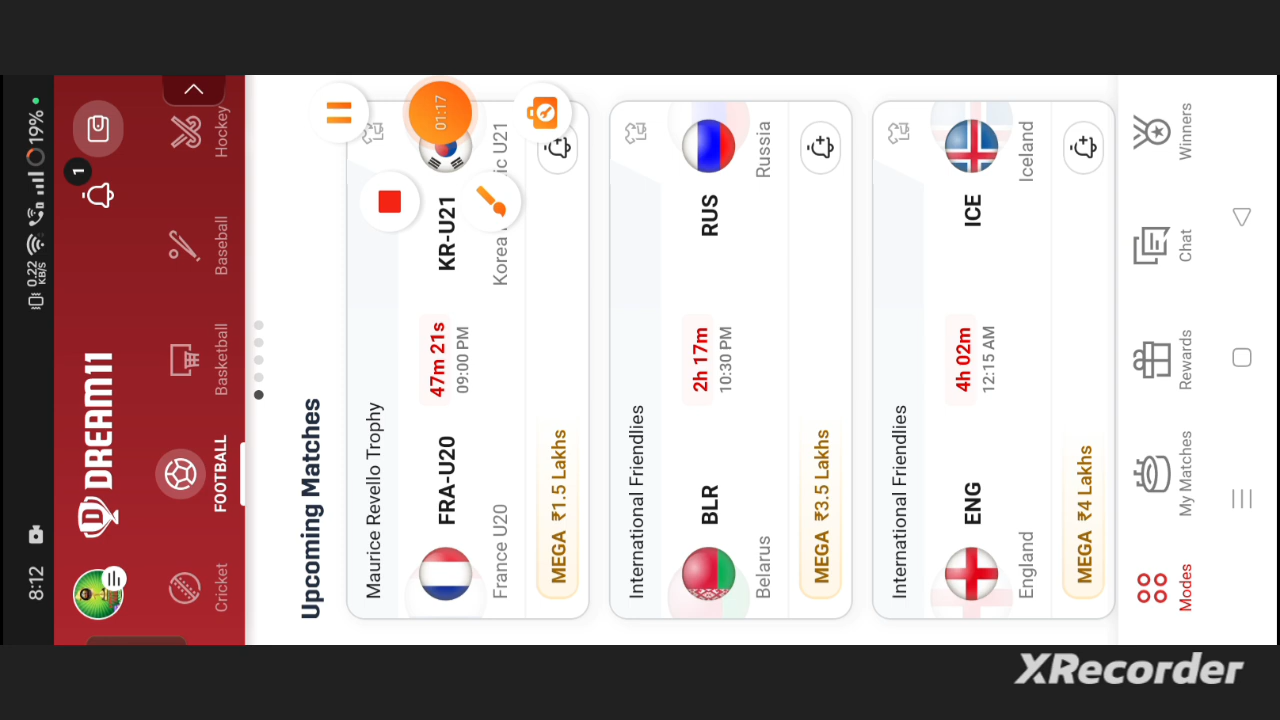 8:12
0.22
KB/S
19%
DREAM11
1
Cricket
FOOTBALL
Basketball
Baseball
Hockey
Upcoming Matches
Maurice Revello Trophy
FRA-U20
47m 21s
KR-U21
France U20
09:00 PM
Korea
ic U21
MEGA ₹1.5 Lakhs
International Friendlies
BLR
2h 17m
RUS
Belarus
10:30 PM
Russia
MEGA ₹3.5 Lakhs
International Friendlies
ENG
4h 02m
ICE
England
12:15 AM
Iceland
MEGA ₹4 Lakhs
Modes
My Matches
Rewards
Chat
Winners
01:17
XRecorder